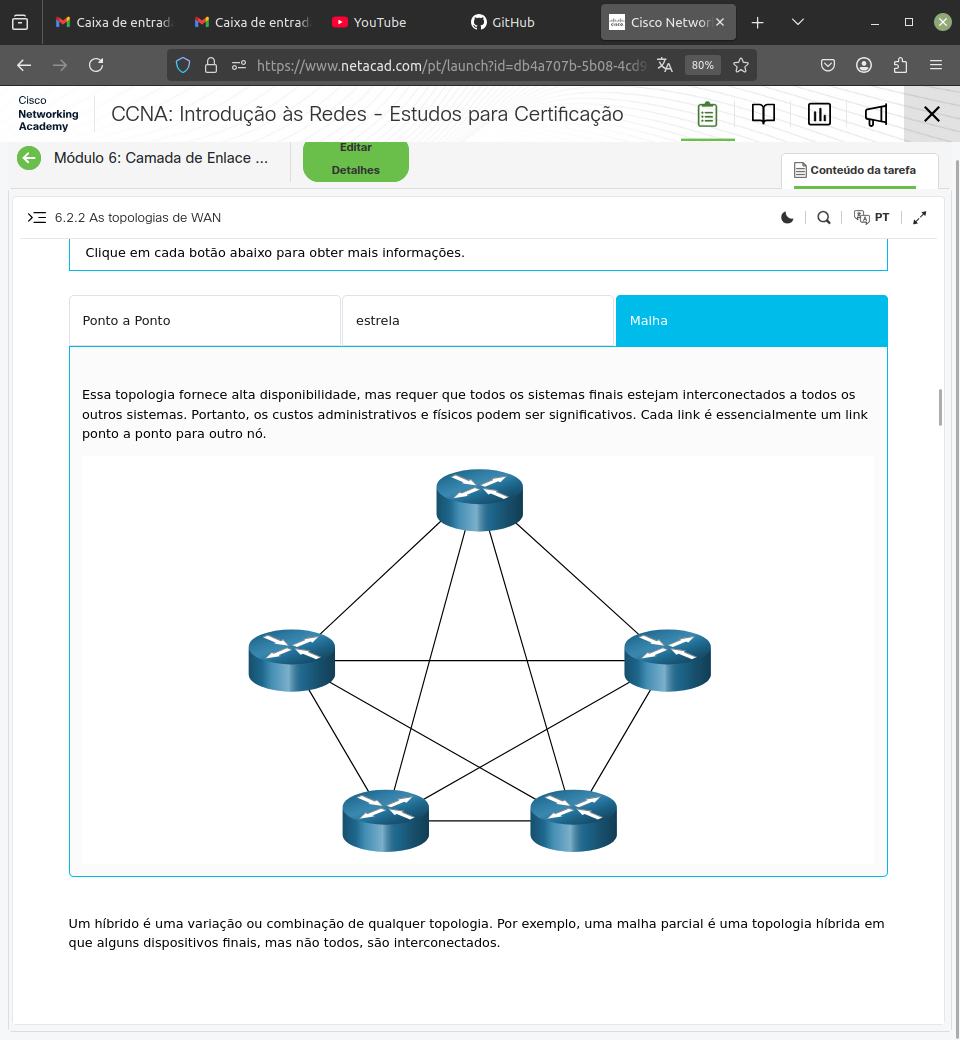 Caixa de entrad
Caixa de entrad
YouTube
GitHub
Cisco Networ
https://www.netacad.com/pt/launch?id=db4a707b-5b08-4cd9
80%
Cisco
Networking
Academy
CCNA: Introdução às Redes – Estudos para Certificação
Módulo 6: Camada de Enlace ...
Editar
Detalhes
Conteúdo da tarefa
6.2.2 As topologias de WAN
PT
Clique em cada botão abaixo para obter mais informações.
Ponto a Ponto
estrela
Malha
Essa topologia fornece alta disponibilidade, mas requer que todos os sistemas finais estejam interconectados a todos os
outros sistemas. Portanto, os custos administrativos e físicos podem ser significativos. Cada link é essencialmente um link
ponto a ponto para outro nó.
Um híbrido é uma variação ou combinação de qualquer topologia. Por exemplo, uma malha parcial é uma topologia híbrida em
que alguns dispositivos finais, mas não todos, são interconectados.